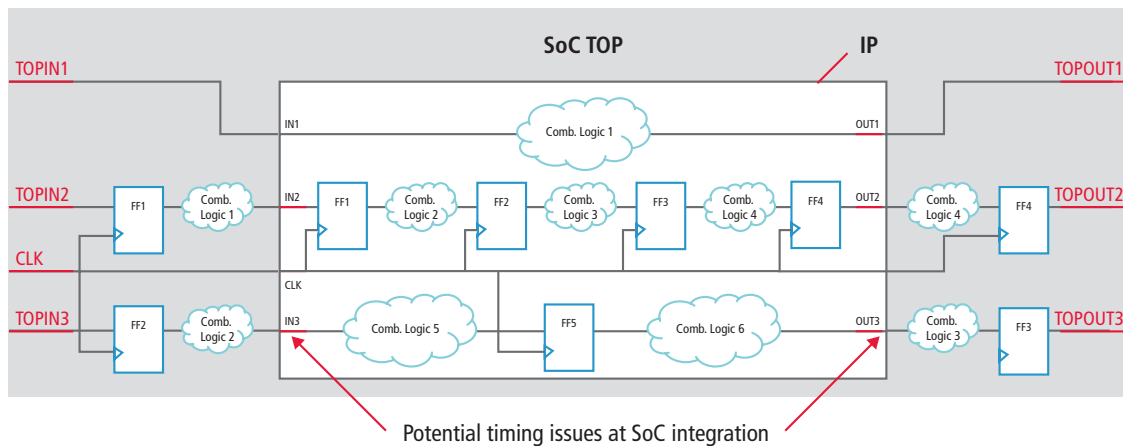 SoC TOP
IP
TOPIN1
TOPOUT1
IN1
Comb. Logic 1
OUT1
TOPIN2
FF1
Comb.
Logic 1
IN2
FF1
Comb.
Logic 2
FF2
Comb.
Logic 3
FF3
Comb.
Logic 4
FF4
OUT2
Comb.
Logic 4
FF4
TOPOUT2
CLK
CLK
TOPIN3
FF2
Comb.
Logic 2
IN3
Comb. Logic 5
FF5
Comb. Logic 6
OUT3
Comb.
Logic 3
FF3
TOPOUT3
Potential timing issues at SoC integration